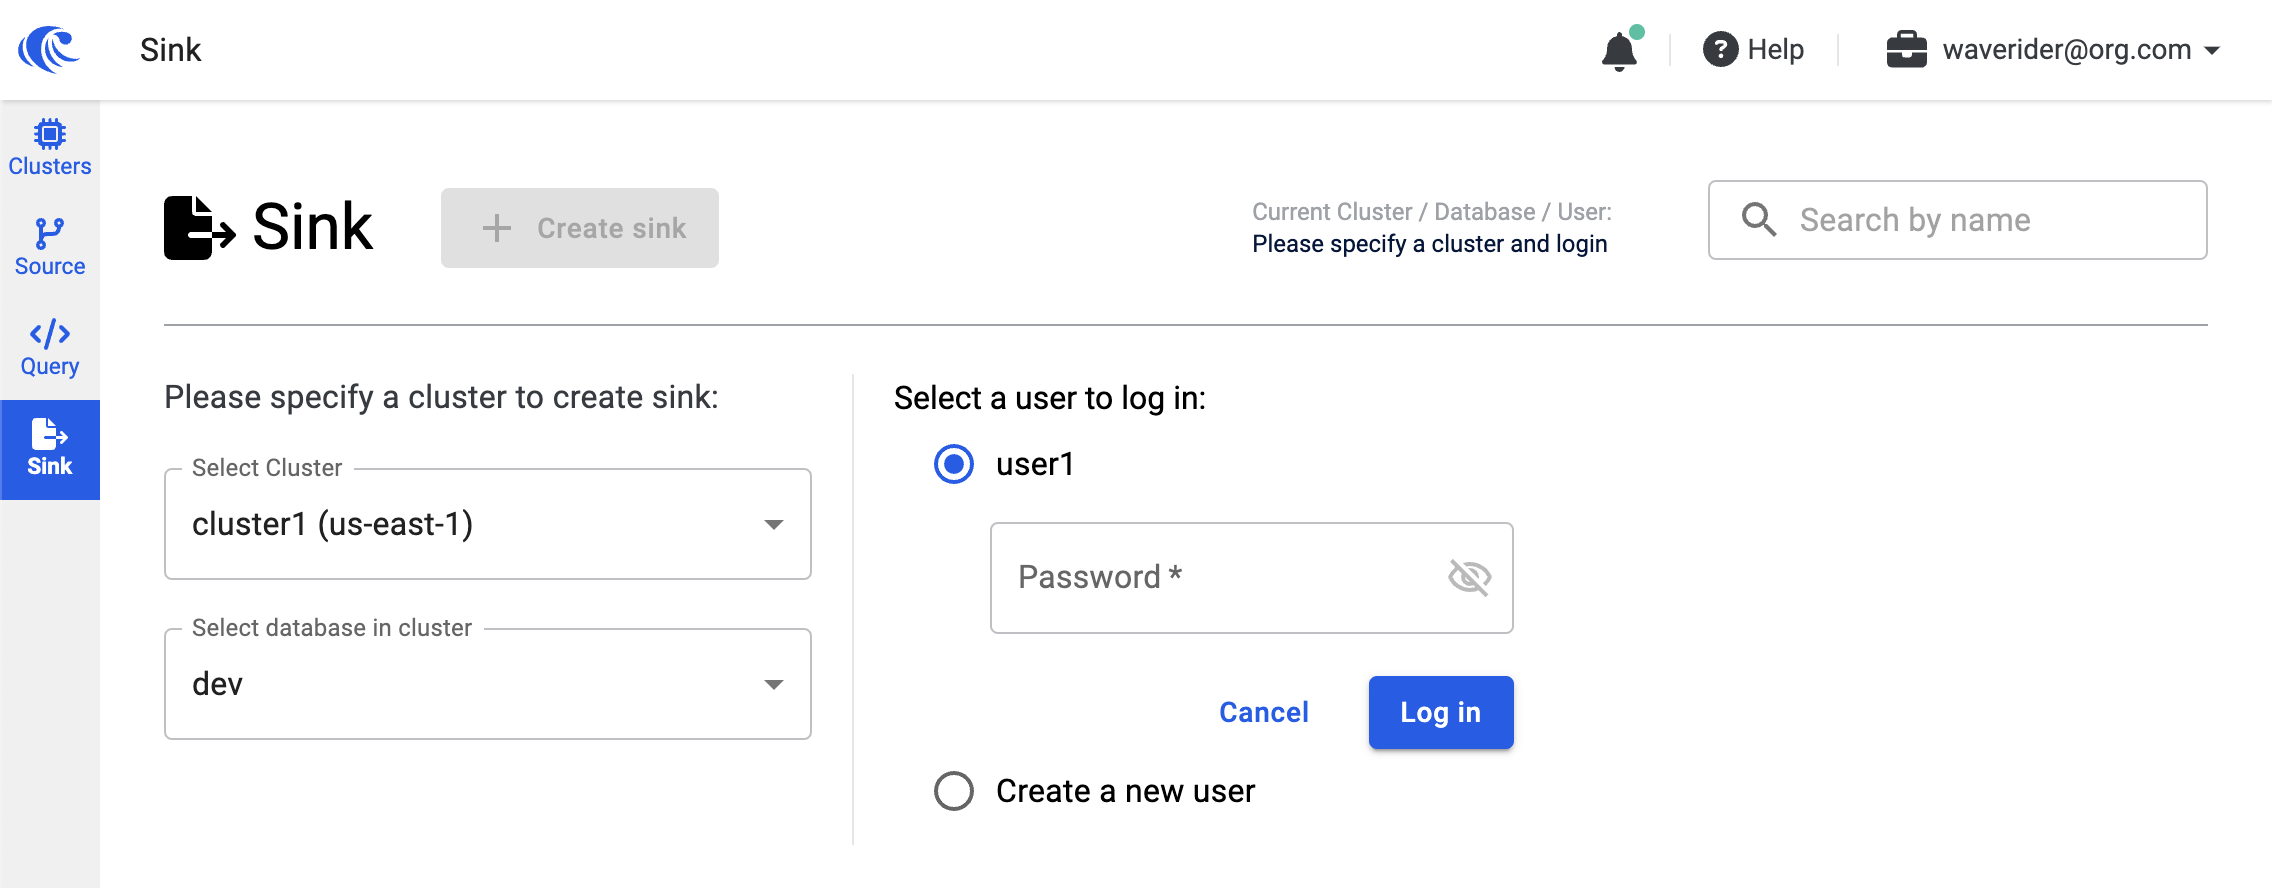 Sink
Help
waverider@org.com
Clusters
Source
Query
Sink
Sink
Create sink
Current Cluster / Database / User:
Please specify a cluster and login
Search by name
Please specify a cluster to create sink:
Select Cluster
cluster1 (us-east-1)
Select database in cluster
dev
Select a user to log in:
user1
Password *
Cancel
Log in
Create a new user